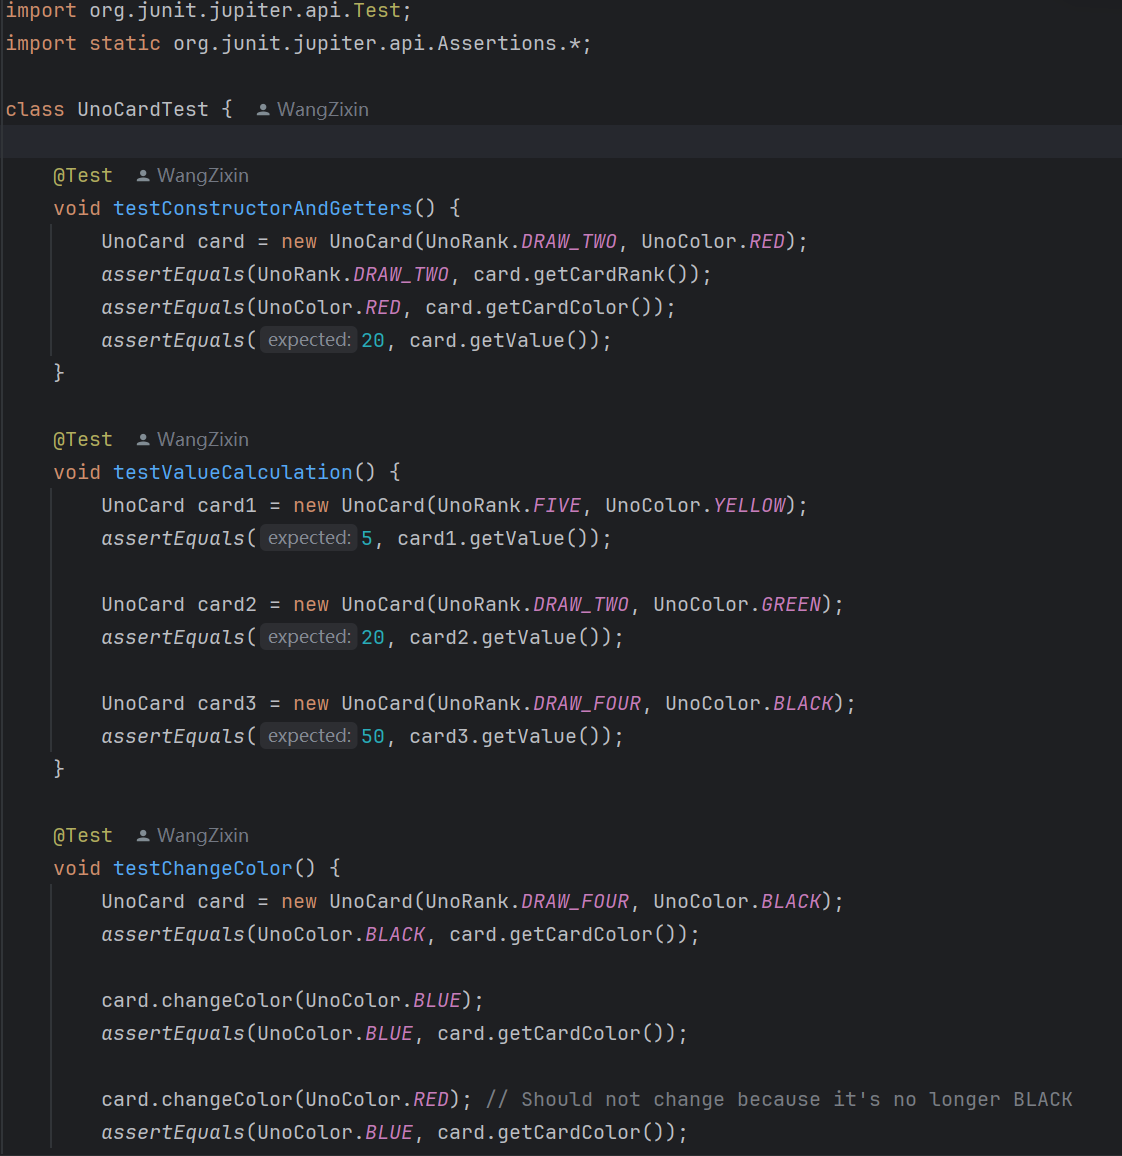 import org.junit.jupiter.api.Test;
import static org.junit.jupiter.api.Assertions.*;
class UnoCardTest { WangZixin
@Test WangZixin
void testConstructorAndGetters() {
UnoCard card = new UnoCard(UnoRank.DRAW_TWO, UnoColor.RED);
assertEquals(UnoRank.DRAW_TWO, card.getCardRank());
assertEquals(UnoColor.RED, card.getCardColor());
assertEquals( expected: 20, card.getValue());
}
@Test WangZixin
void testValueCalculation() {
UnoCard card1 = new UnoCard(UnoRank.FIVE, UnoColor.YELLOW);
assertEquals( expected: 5, card1.getValue());
UnoCard card2 = new UnoCard(UnoRank.DRAW_TWO, UnoColor.GREEN);
assertEquals( expected: 20, card2.getValue());
UnoCard card3 = new UnoCard(UnoRank.DRAW_FOUR, UnoColor.BLACK);
assertEquals( expected: 50, card3.getValue());
}
@Test WangZixin
void testChangeColor() {
UnoCard card = new UnoCard(UnoRank.DRAW_FOUR, UnoColor.BLACK);
assertEquals(UnoColor.BLACK, card.getCardColor());
card.changeColor(UnoColor.BLUE);
assertEquals(UnoColor.BLUE, card.getCardColor());
card.changeColor(UnoColor.RED); // Should not change because it's no longer BLACK
assertEquals(UnoColor.BLUE, card.getCardColor());